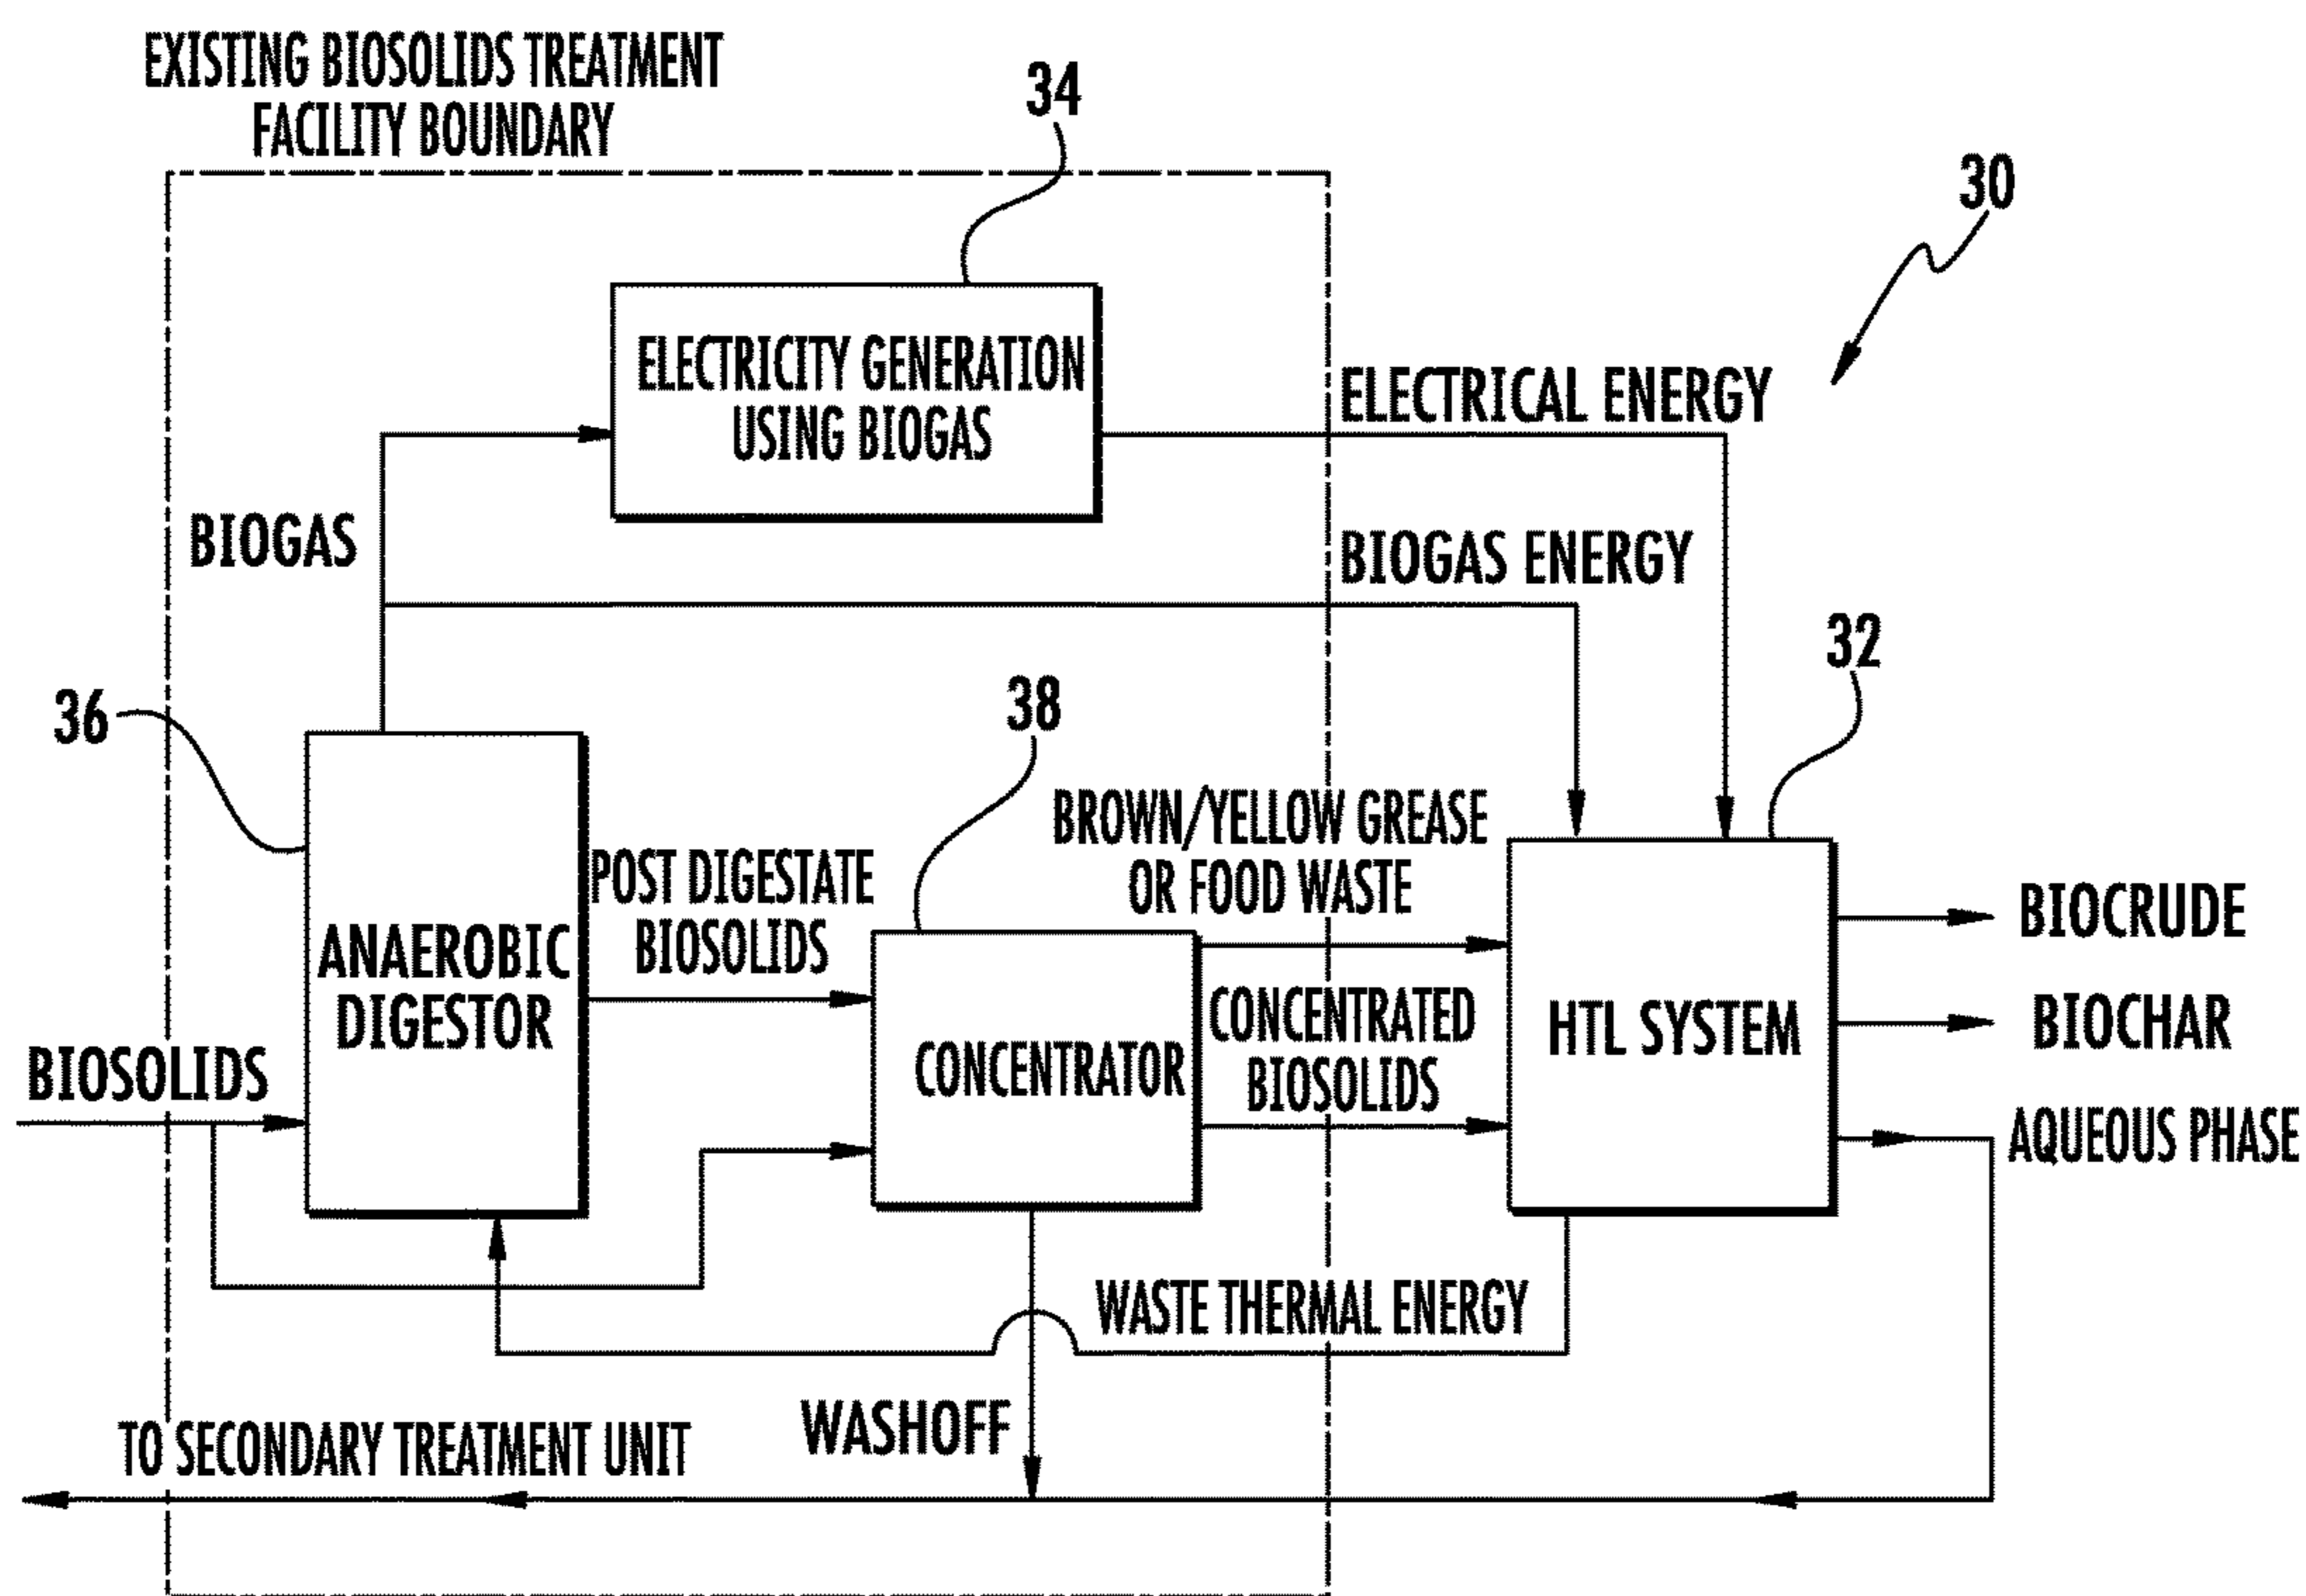 EXISTING BIOSOLIDS TREATMENT
FACILITY BOUNDARY
34
30
ELECTRICITY GENERATION
USING BIOGAS
ELECTRICAL ENERGY
BIOGAS
BIOGAS ENERGY
32
36
38
BROWN/YELLOW GREASE
OR FOOD WASTE
POST DIGESTATE
BIOSOLIDS
ANAEROBIC
DIGESTOR
BIOCRUDE
HTL SYSTEM
BIOCHAR
CONCENTRATED
BIOSOLIDS
CONCENTRATOR
BIOSOLIDS
AQUEOUS PHASE
WASTE THERMAL ENERGY
WASHOFF
TO SECONDARY TREATMENT UNIT